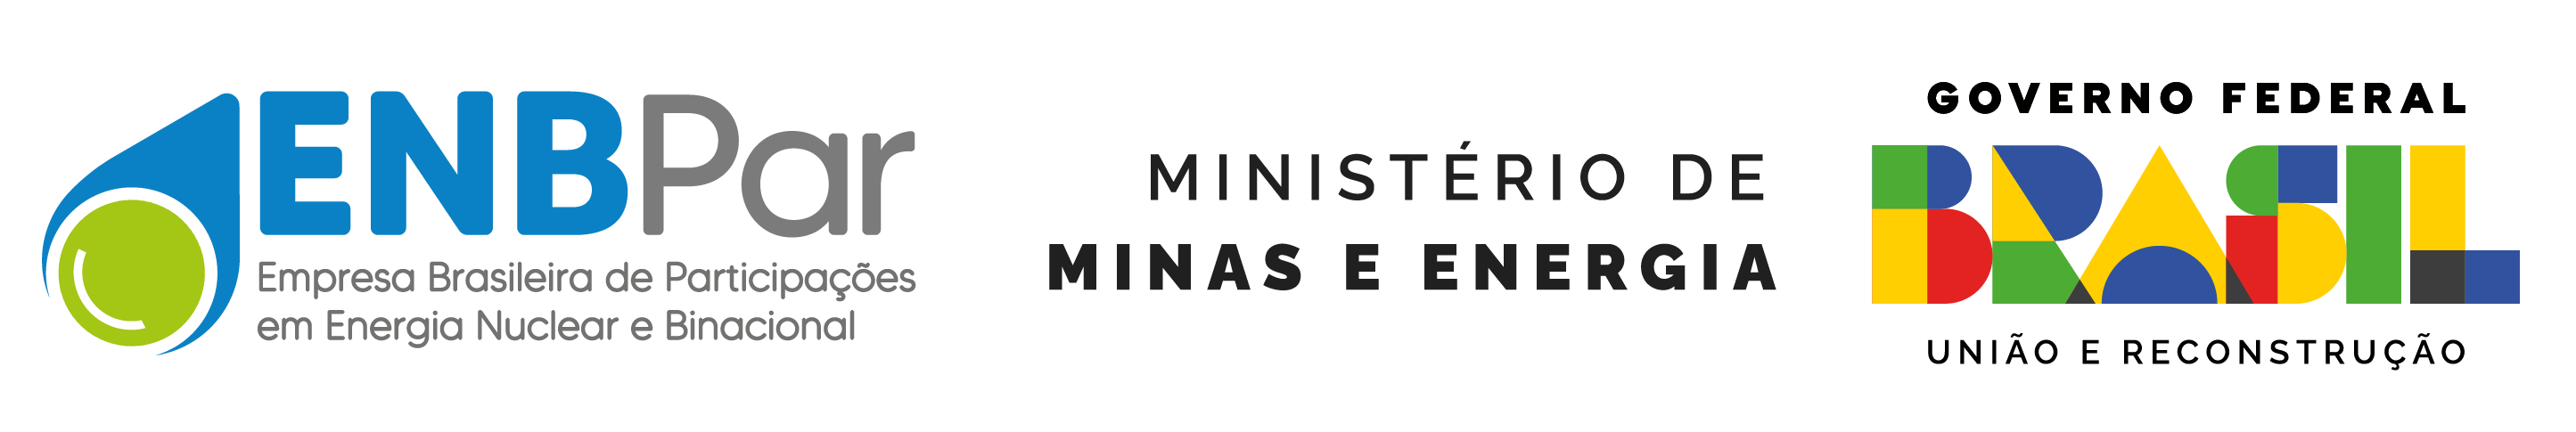 ENBPar
Empresa Brasileira de Participações
em Energia Nuclear e Binacional
MINISTÉRIO DE
MINAS E ENERGIA
GOVERNO FEDERAL
BRASIL
UNIÃO E RECONSTRUÇÃO